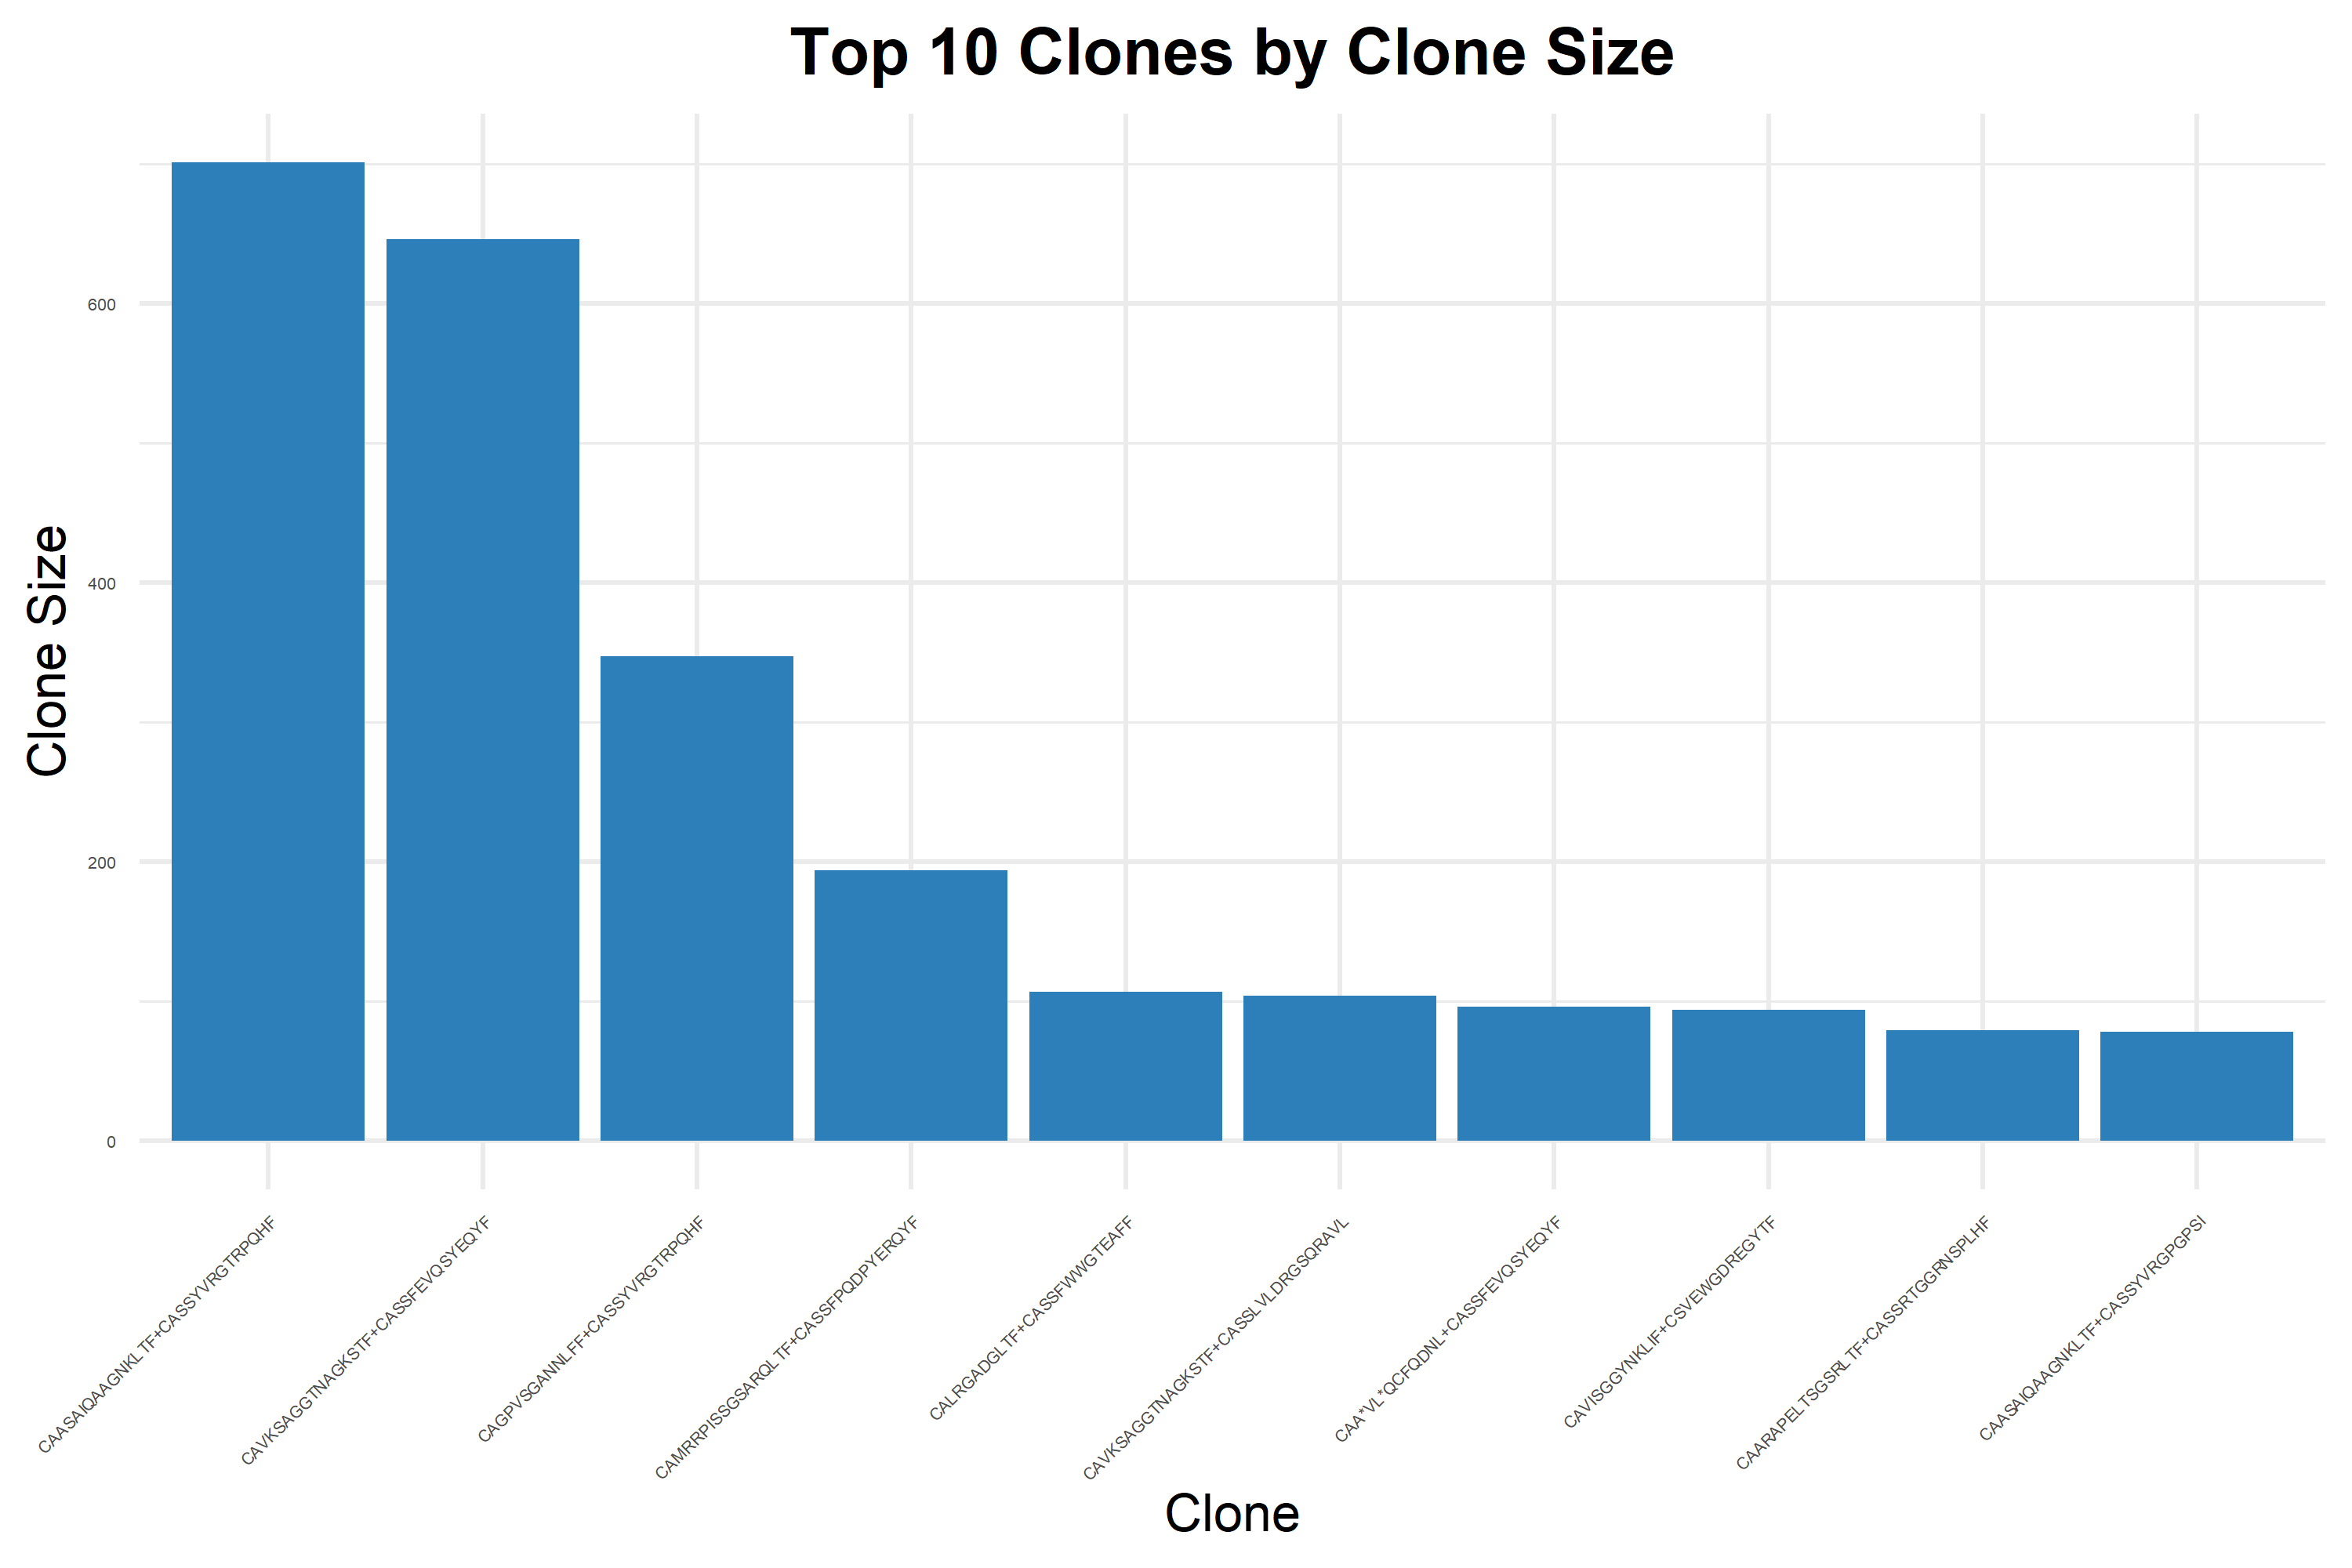 Top 10 Clones by Clone Size
Clone Size
600
400
200
0
CAASAIQAAGNKLTF+CASSYVRGTRPQHF
CAVKSAGGTNAGKSTF+CASSFEVQSYEQYF
CAGPVSGANNLFF+CASSYVRGTRPQHF
CAMRRPISSGSARQLTF+CASSFPQDPYERQYF
CALRGADGLTF+CASSFWWGTEAFF
CAVKSAGGTNAGKSTF+CASSLVLDRGSQRAVL
CAA*VL*QCFQDNL+CASSFEVQSYEQYF
CAVISGGYNKLIF+CSVEWGDREGYTF
CAARAPELTSGSRLTF+CASSRTGGRNSPLHF
CAASAIQAAGNKLTF+CASSYVRGPGPSI
Clone